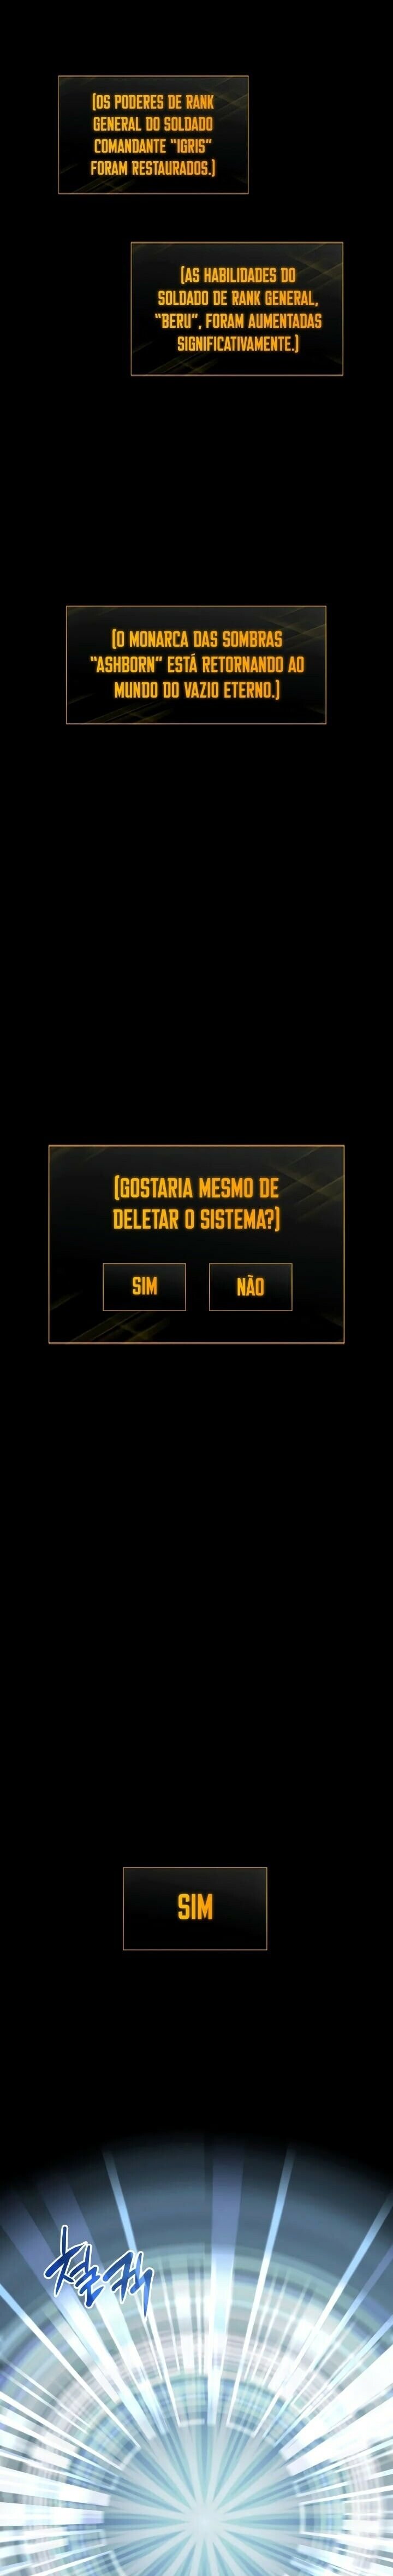 [OS PODERES DE RANK
GENERAL DO SOLDADO
COMANDANTE "IGRIS"
FORAM RESTAURADOS.]
[AS HABILIDADES DO
SOLDADO DE RANK GENERAL,
"BERU", FORAM AUMENTADAS
SIGNIFICATIVAMENTE.]
[O MONARCA DAS SOMBRAS
"ASHBORN" ESTÁ RETORNANDO AO
MUNDO DO VAZIO ETERNO.]
[GOSTARIA MESMO DE
DELETAR O SISTEMA?]
SIM NÃO
SIM
철컥